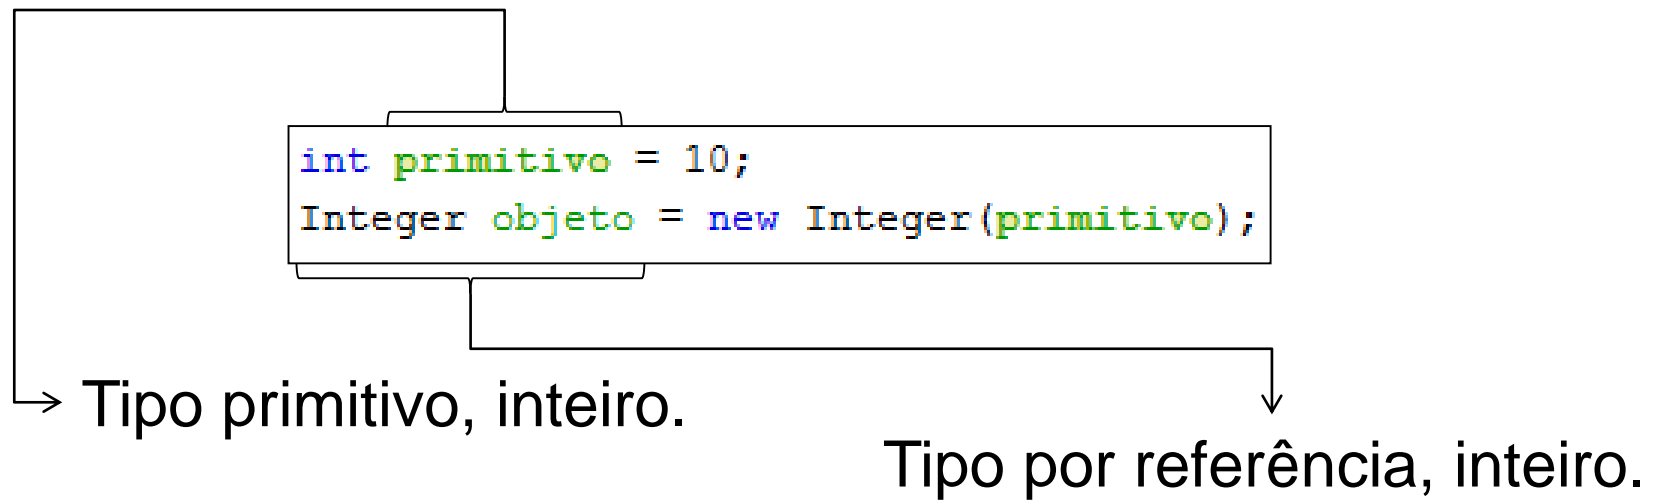 int primitivo = 10;
Integer objeto = new Integer(primitivo);
Tipo primitivo, inteiro.
Tipo por referência, inteiro.